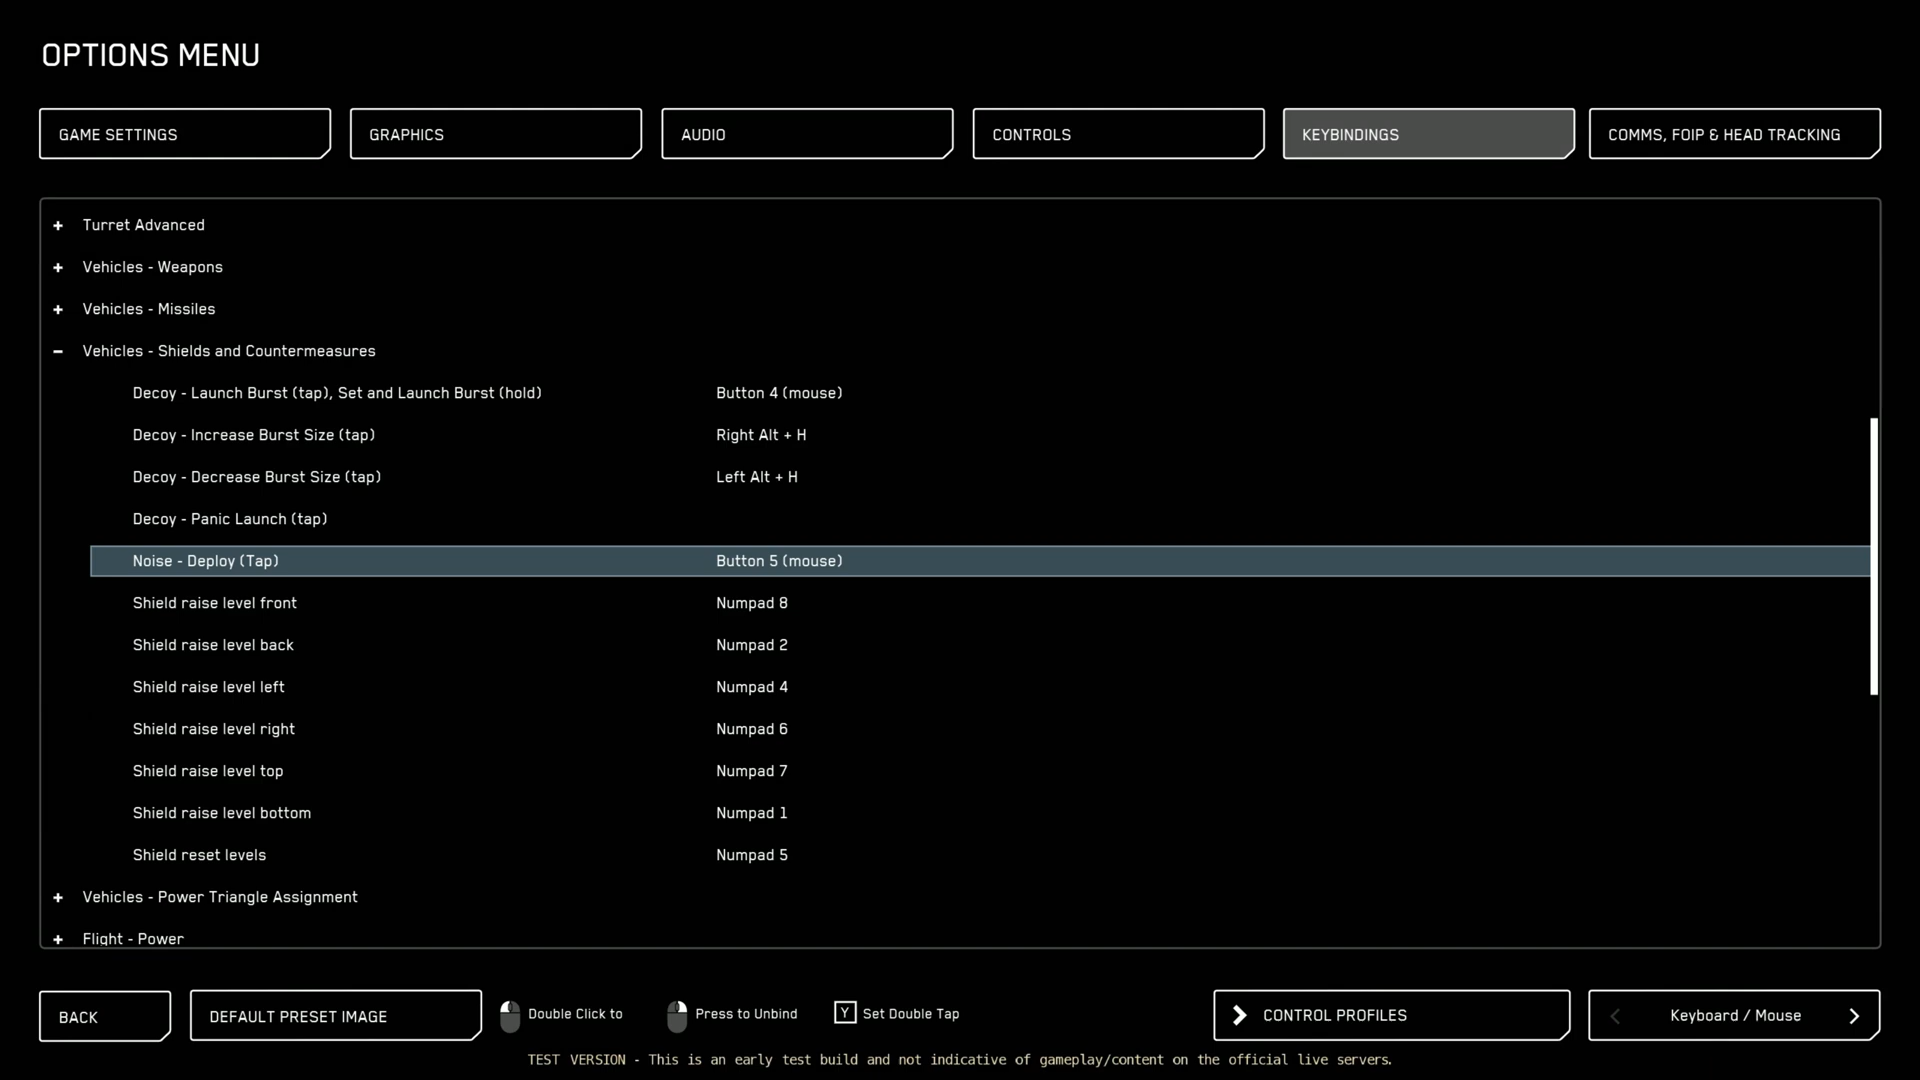 OPTIONS MENU
GAME SETTINGS
GRAPHICS
AUDIO
CONTROLS
KEYBINDINGS
COMMS, FOIP & HEAD TRACKING
+ Turret Advanced
+ Vehicles - Weapons
+ Vehicles - Missiles
- Vehicles - Shields and Countermeasures
Decoy - Launch Burst (tap), Set and Launch Burst (hold) Button 4 (mouse)
Decoy - Increase Burst Size (tap) Right Alt + H
Decoy - Decrease Burst Size (tap) Left Alt + H
Decoy - Panic Launch (tap)
Noise - Deploy (Tap) Button 5 (mouse)
Shield raise level front Numpad 8
Shield raise level back Numpad 2
Shield raise level left Numpad 4
Shield raise level right Numpad 6
Shield raise level top Numpad 7
Shield raise level bottom Numpad 1
Shield reset levels Numpad 5
+ Vehicles - Power Triangle Assignment
+ Flight - Power
BACK
DEFAULT PRESET IMAGE
Double Click to
Press to Unbind
Y Set Double Tap
CONTROL PROFILES
Keyboard / Mouse
TEST VERSION - This is an early test build and not indicative of gameplay/content on the official live servers.